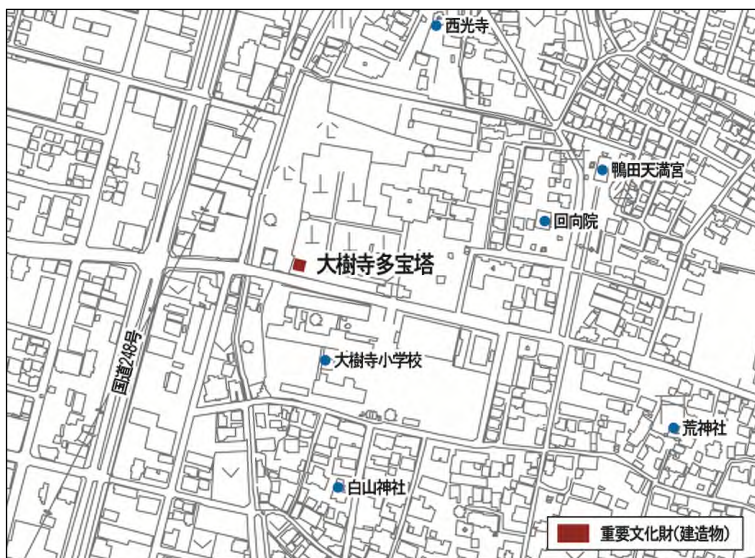 西光寺
鴨田天満宮
回向院
大樹寺多宝塔
国道248号
大樹寺小学校
荒神社
白山神社
重要文化財(建造物)